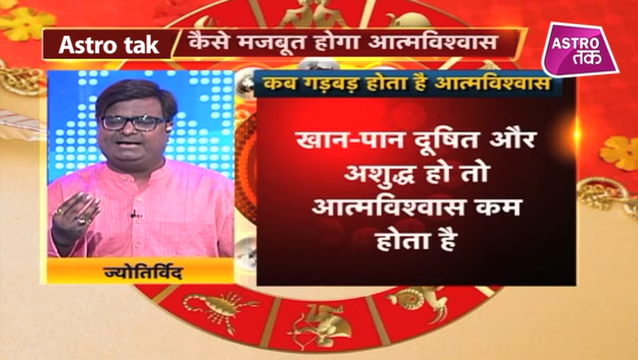 Astro tak कैसे मजबूत होगा आत्मविश्वास
ASTRO
तक
कब गड़बड़ होता है आत्मविश्वास
खान-पान दूषित और
अशुद्ध हो तो
आत्मविश्वास कम
होता है
ज्योतिर्विद